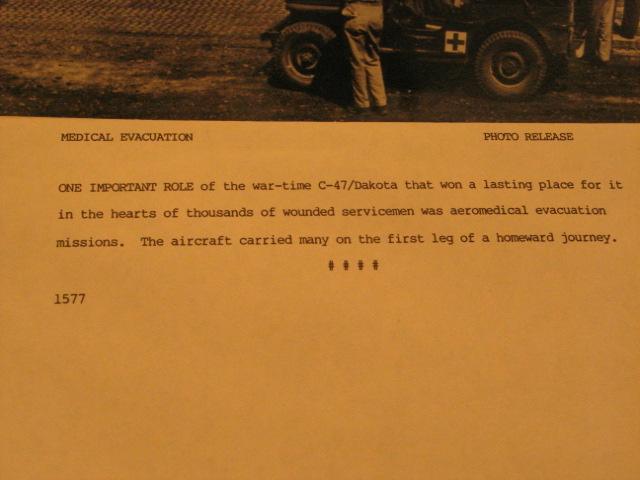 MEDICAL EVACUATION PHOTO RELEASE
ONE IMPORTANT ROLE of the war-time C-47/Dakota that won a lasting place for it
in the hearts of thousands of wounded servicemen was aeromedical evacuation
missions. The aircraft carried many on the first leg of a homeward journey.
# # # #
1577